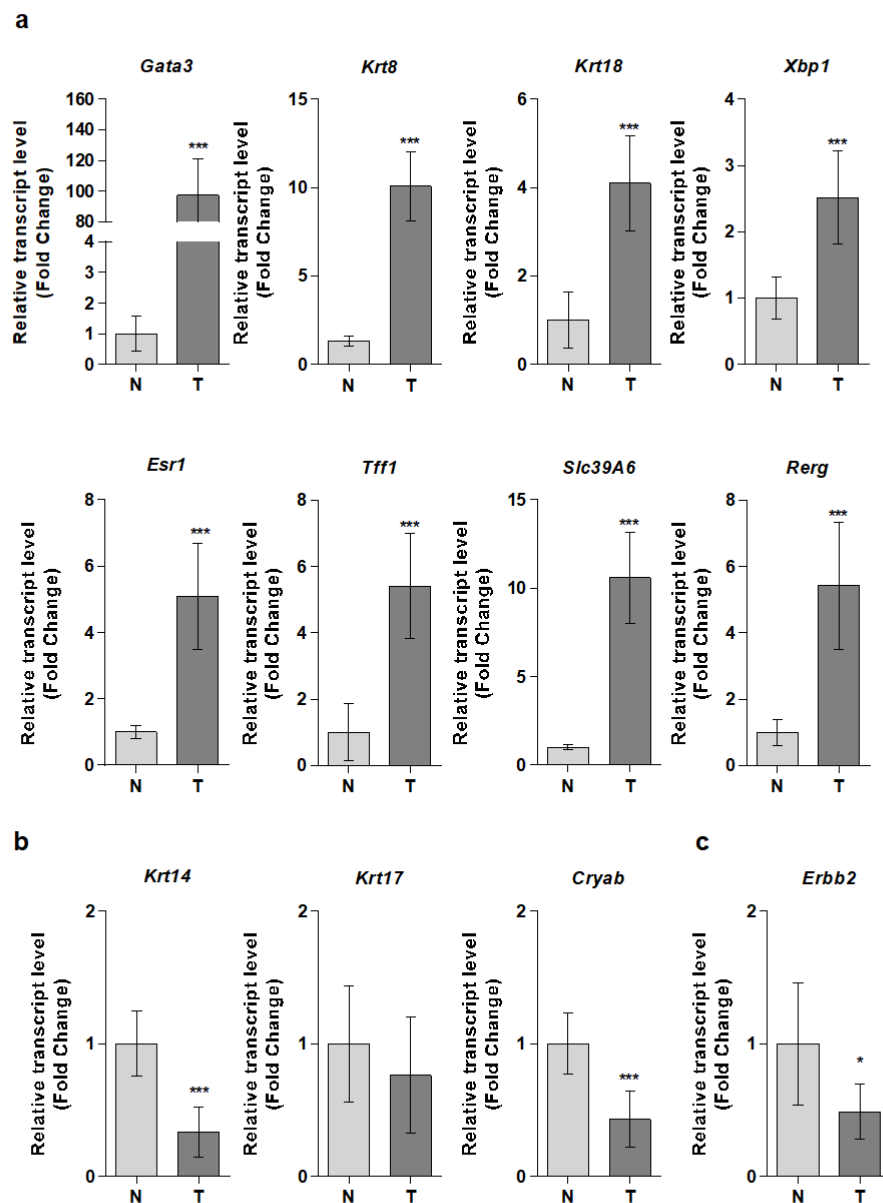 a
Gata3
Krt8
Krt18
Xbp1
Relative transcript level
(Fold Change)
160
140
120
100
80
4
3
2
1
0
***
N T
Relative transcript level
(Fold Change)
15
10
5
0
***
N T
Relative transcript level
(Fold Change)
6
4
2
0
***
N T
Relative transcript level
(Fold Change)
4
3
2
1
0
***
N T
Esr1
Tff1
Slc39A6
Rerg
Relative transcript level
(Fold Change)
8
6
4
2
0
***
N T
Relative transcript level
(Fold Change)
8
6
4
2
0
***
N T
Relative transcript level
(Fold Change)
15
10
5
0
***
N T
Relative transcript level
(Fold Change)
8
6
4
2
0
***
N T
b
c
Krt14
Krt17
Cryab
Erbb2
Relative transcript level
(Fold Change)
2
1
0
***
N T
Relative transcript level
(Fold Change)
2
1
0
N T
Relative transcript level
(Fold Change)
2
1
0
***
N T
Relative transcript level
(Fold Change)
2
1
0
*
N T